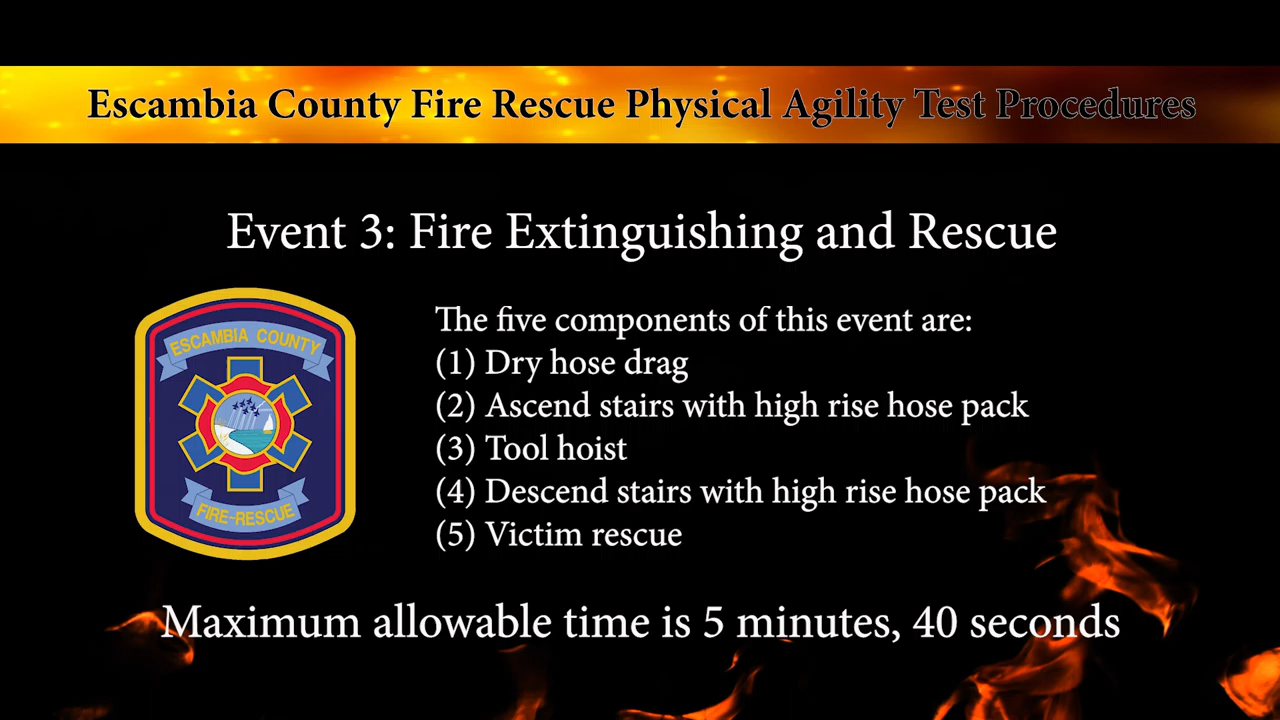 Escambia County Fire Rescue Physical Agility Test Procedures
Event 3: Fire Extinguishing and Rescue
ESCAMBIA COUNTY
FIRE-RESCUE
The five components of this event are:
(1) Dry hose drag
(2) Ascend stairs with high rise hose pack
(3) Tool hoist
(4) Descend stairs with high rise hose pack
(5) Victim rescue
Maximum allowable time is 5 minutes, 40 seconds